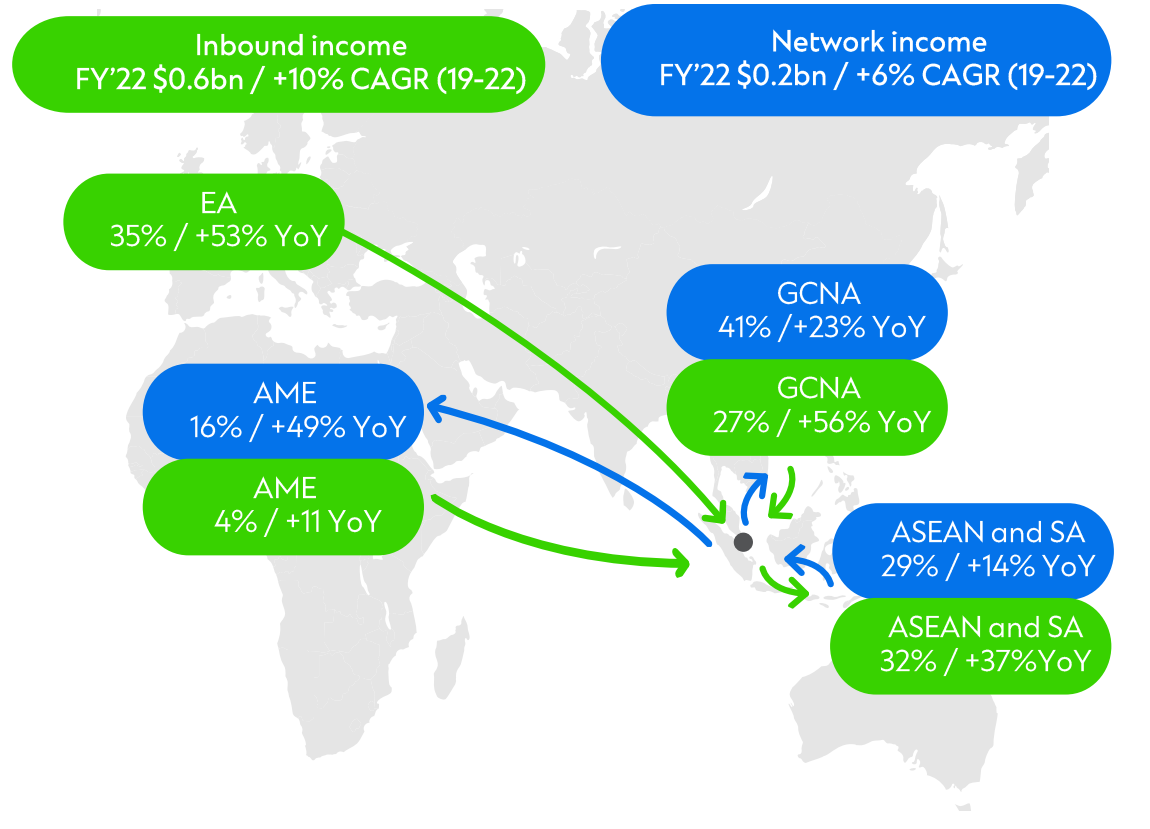 Inbound income
FY’22 $0.6bn / +10% CAGR (19-22)
Network income
FY’22 $0.2bn / +6% CAGR (19-22)
EA
35% / +53% YoY
GCNA
41% /+23% YoY
GCNA
27% / +56% YoY
AME
16% / +49% YoY
AME
4% / +11 YoY
ASEAN and SA
29% / +14% YoY
ASEAN and SA
32% / +37%YoY